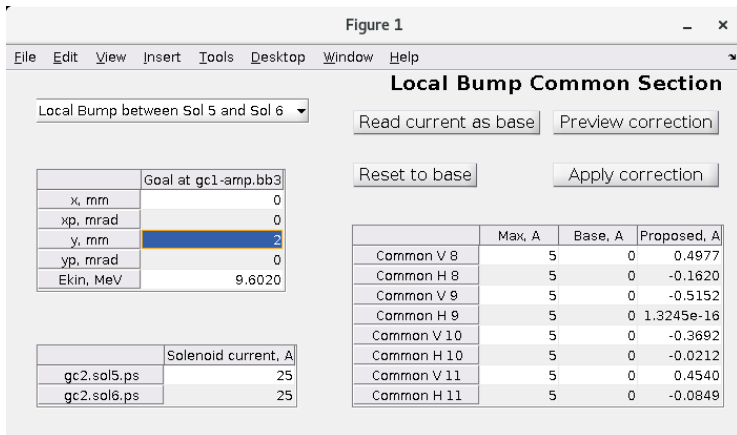 Figure 1
File Edit View Insert Tools Desktop Window Help
Local Bump Common Section
Local Bump between Sol 5 and Sol 6
Read current as base Preview correction
Reset to base Apply correction
Goal at gc1-amp.bb3
x, mm 0
xp, mrad 0
y, mm 2
yp, mrad 0
Ekin, MeV 9.6020
Solenoid current, A
gc2.sol5.ps 25
gc2.sol6.ps 25
Max, A Base, A Proposed, A
Common V 8 5 0 0.4977
Common H 8 5 0 -0.1620
Common V 9 5 0 -0.5152
Common H 9 5 0 1.3245e-16
Common V 10 5 0 -0.3692
Common H 10 5 0 -0.0212
Common V 11 5 0 0.4540
Common H 11 5 0 -0.0849